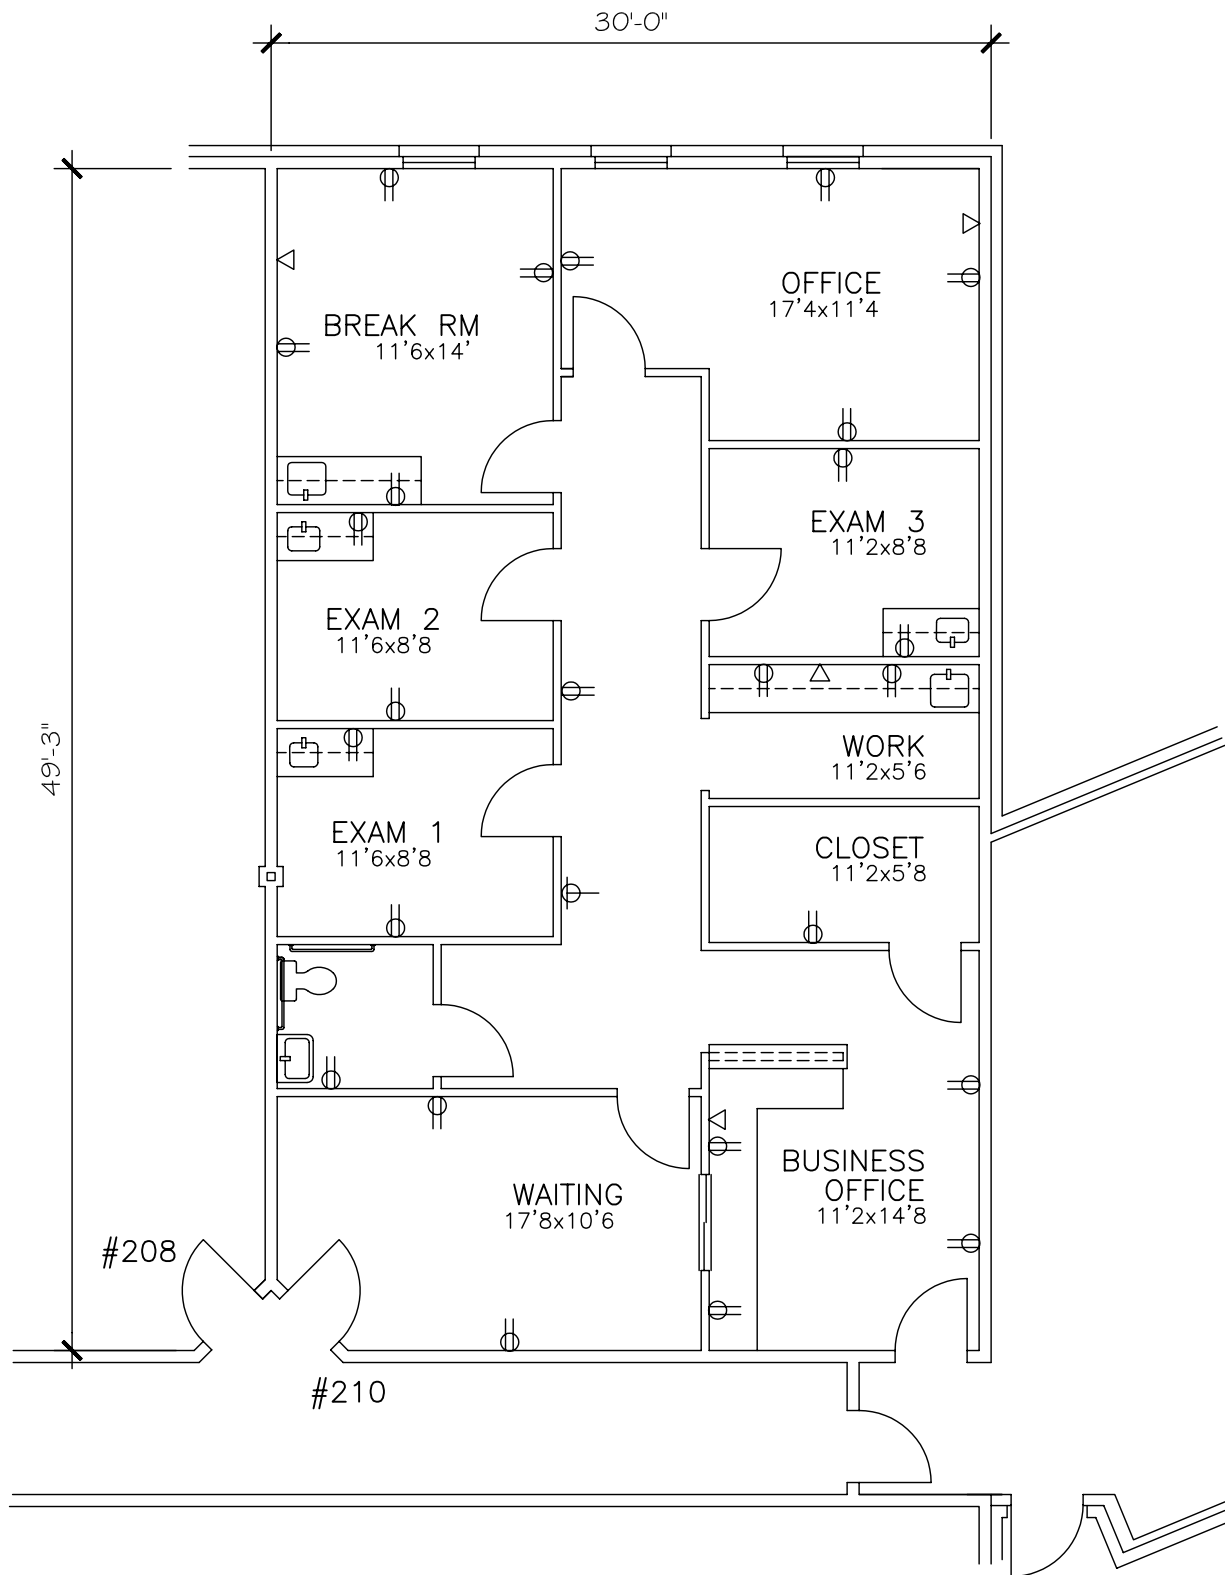 30'-0"
49'-3"
OFFICE
17'4x11'4
BREAK RM
11'6x14'
EXAM 3
11'2x8'8
EXAM 2
11'6x8'8
WORK
11'2x5'6
EXAM 1
11'6x8'8
CLOSET
11'2x5'8
BUSINESS
OFFICE
11'2x14'8
WAITING
17'8x10'6
#208
#210